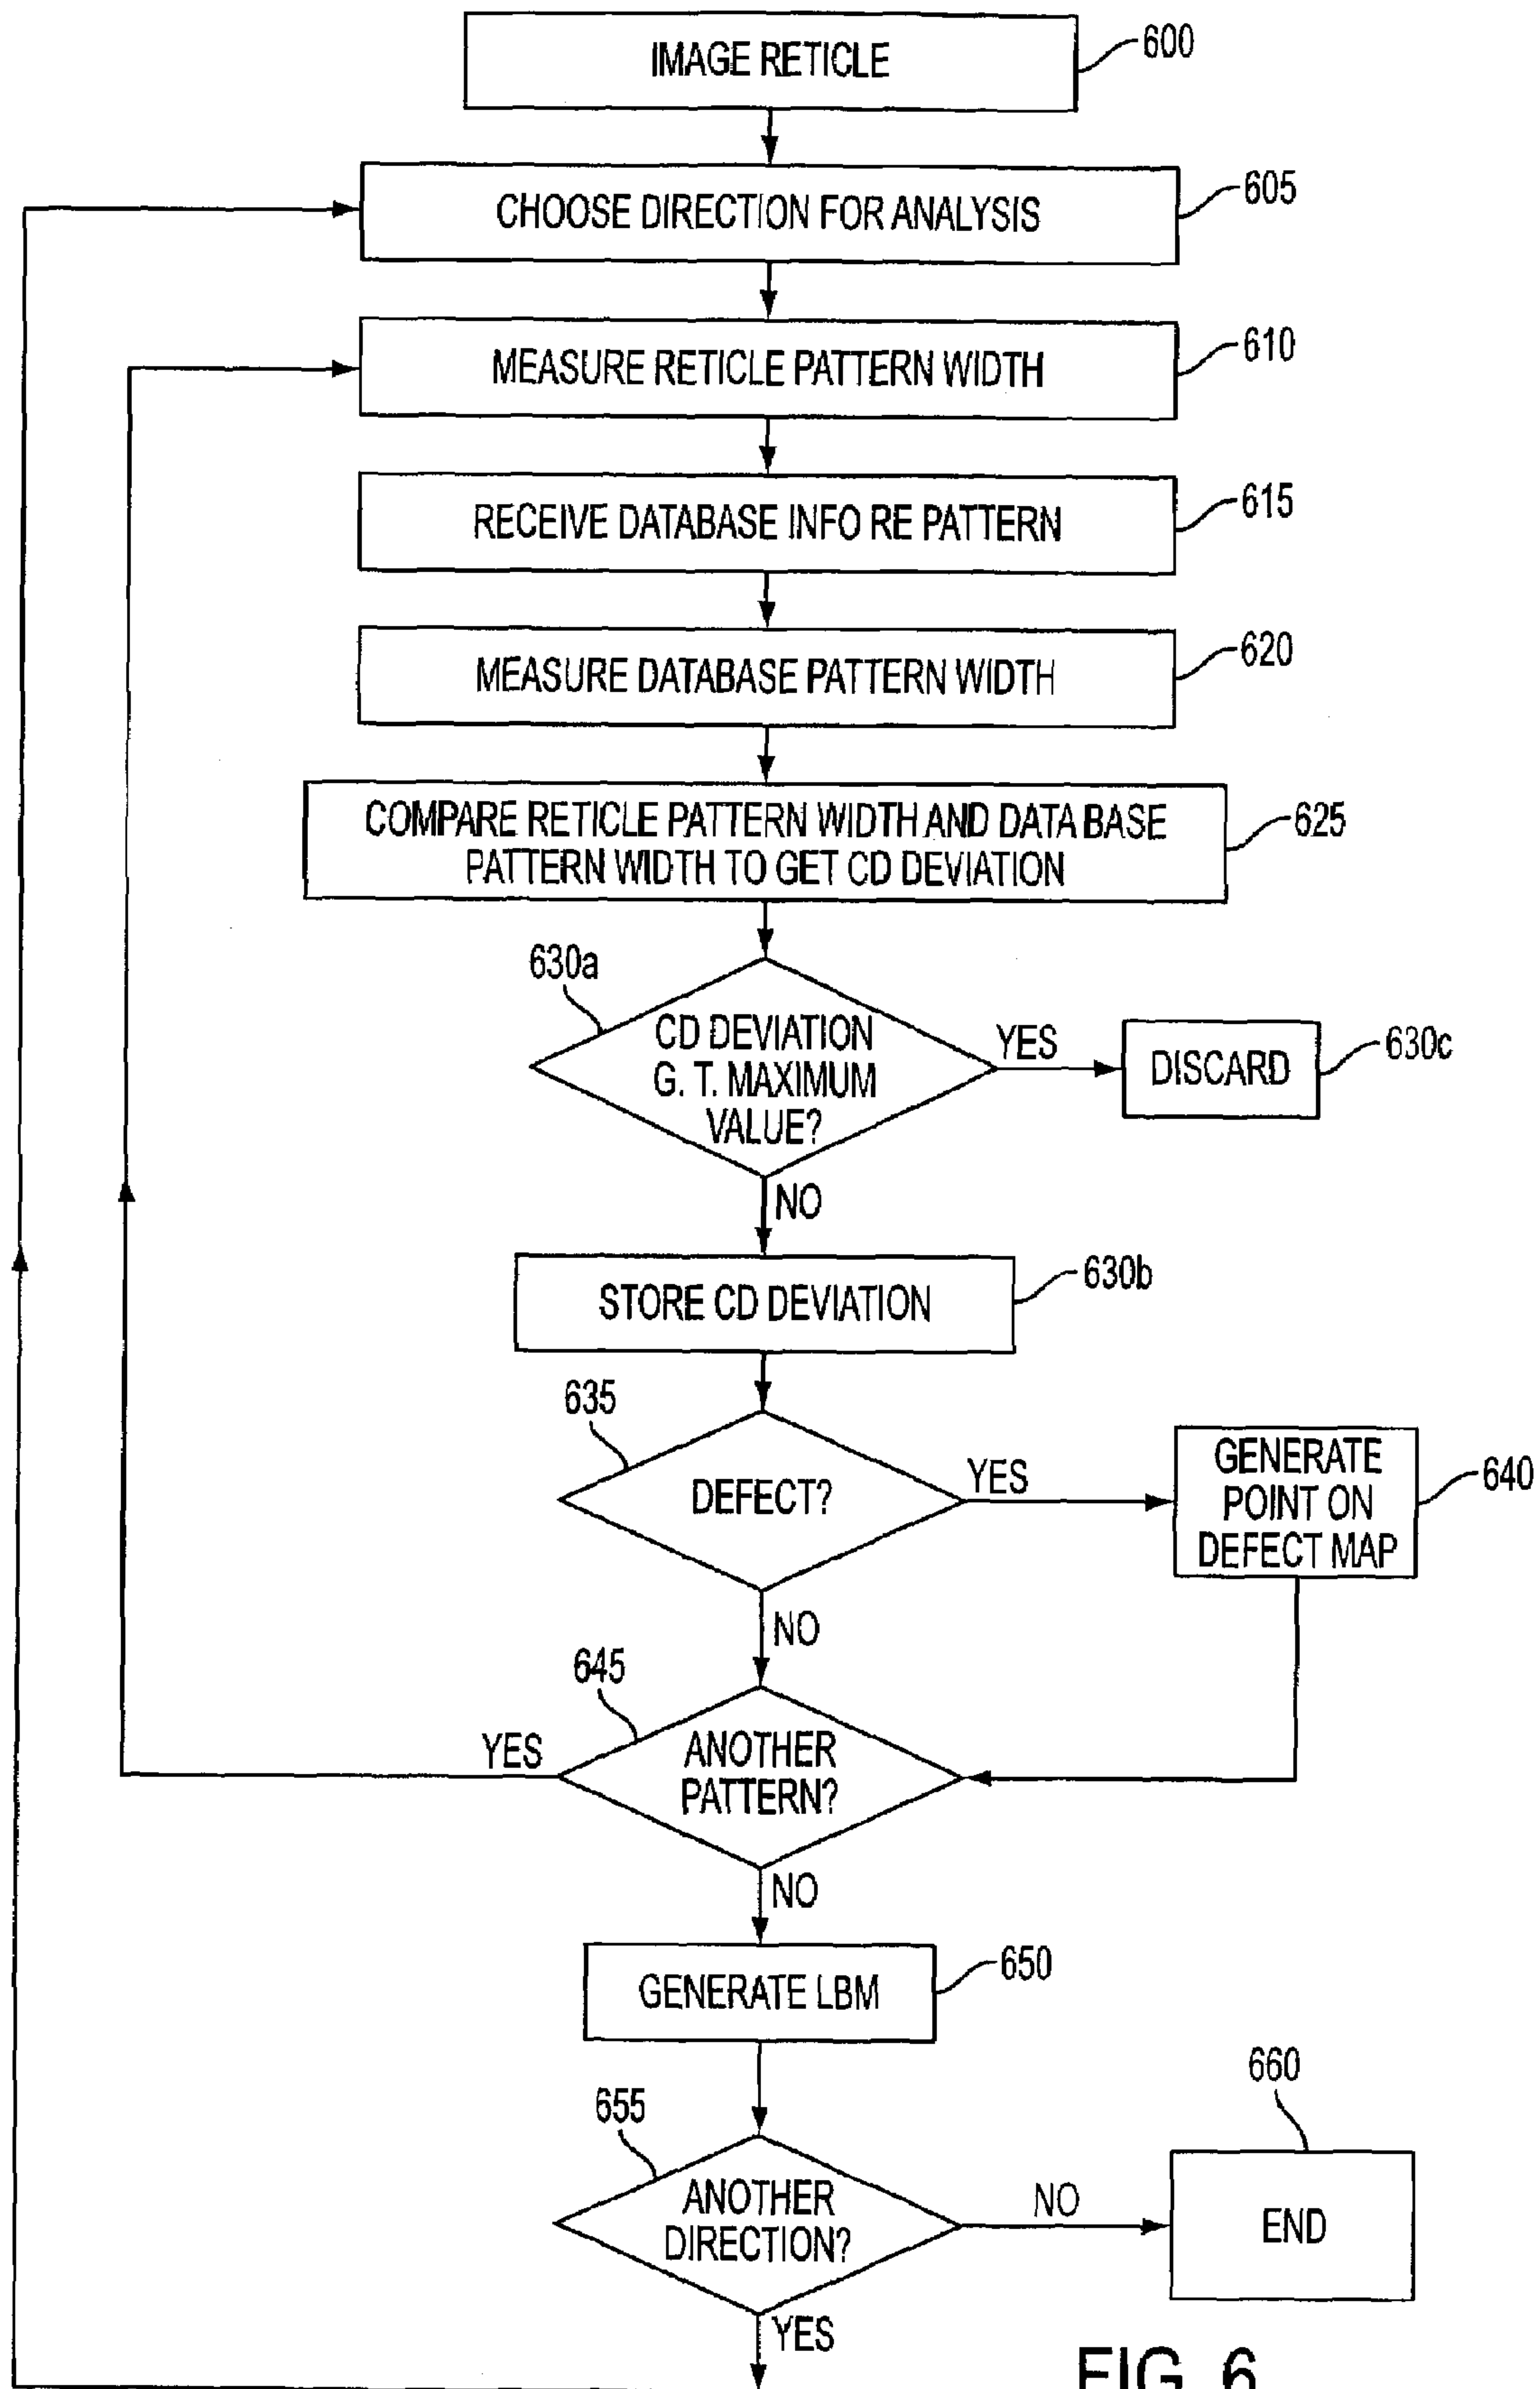 IMAGE RETICLE
600
CHOOSE DIRECTION FOR ANALYSIS
605
MEASURE RETICLE PATTERN WIDTH
610
RECEIVE DATABASE INFO RE PATTERN
615
MEASURE DATABASE PATTERN WIDTH
620
COMPARE RETICLE PATTERN WIDTH AND DATA BASE
PATTERN WIDTH TO GET CD DEVIATION
625
630a
CD DEVIATION
G. T. MAXIMUM
VALUE?
YES
DISCARD
630c
NO
STORE CD DEVIATION
630b
635
DEFECT?
YES
GENERATE
POINT ON
DEFECT MAP
640
NO
645
YES
ANOTHER
PATTERN?
NO
GENERATE LBM
650
655
ANOTHER
DIRECTION?
NO
660
END
YES
FIG. 6